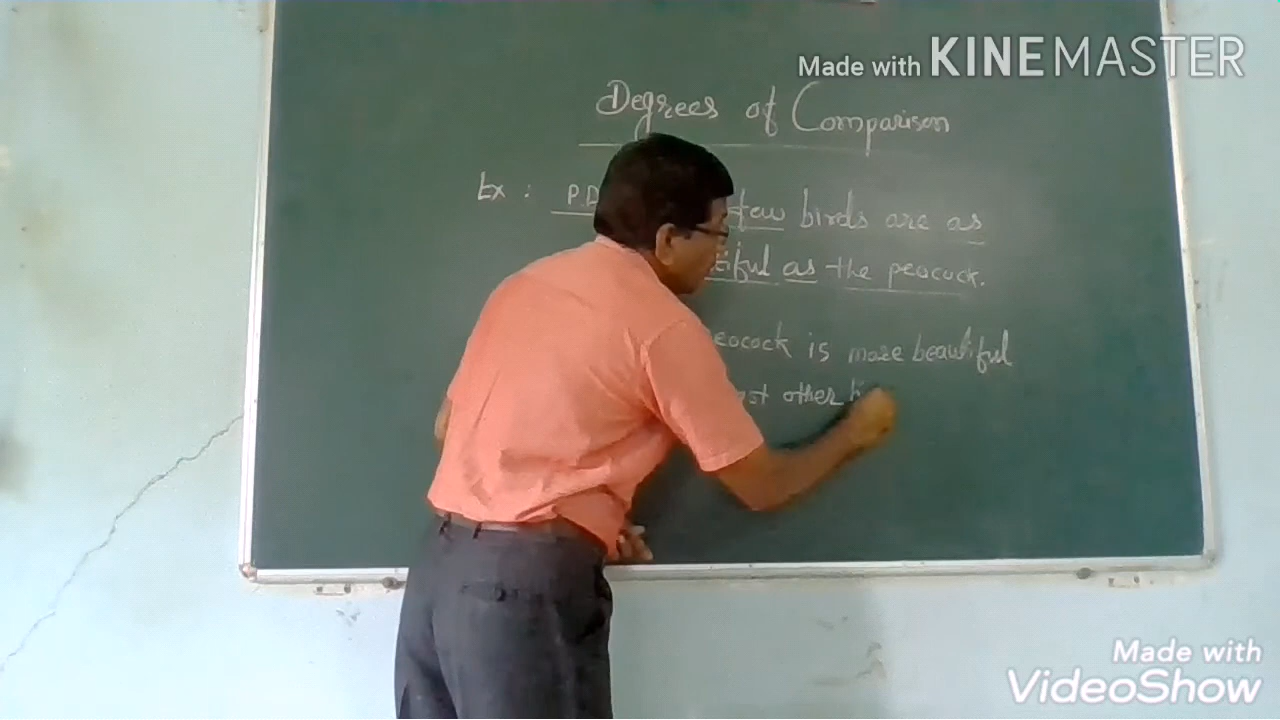 Made with KINEMASTER
Degrees of Comparison
Ex : P.D
few birds are as
tiful as the peacock.
eacock is more beautiful
ost other
Made with
VideoShow